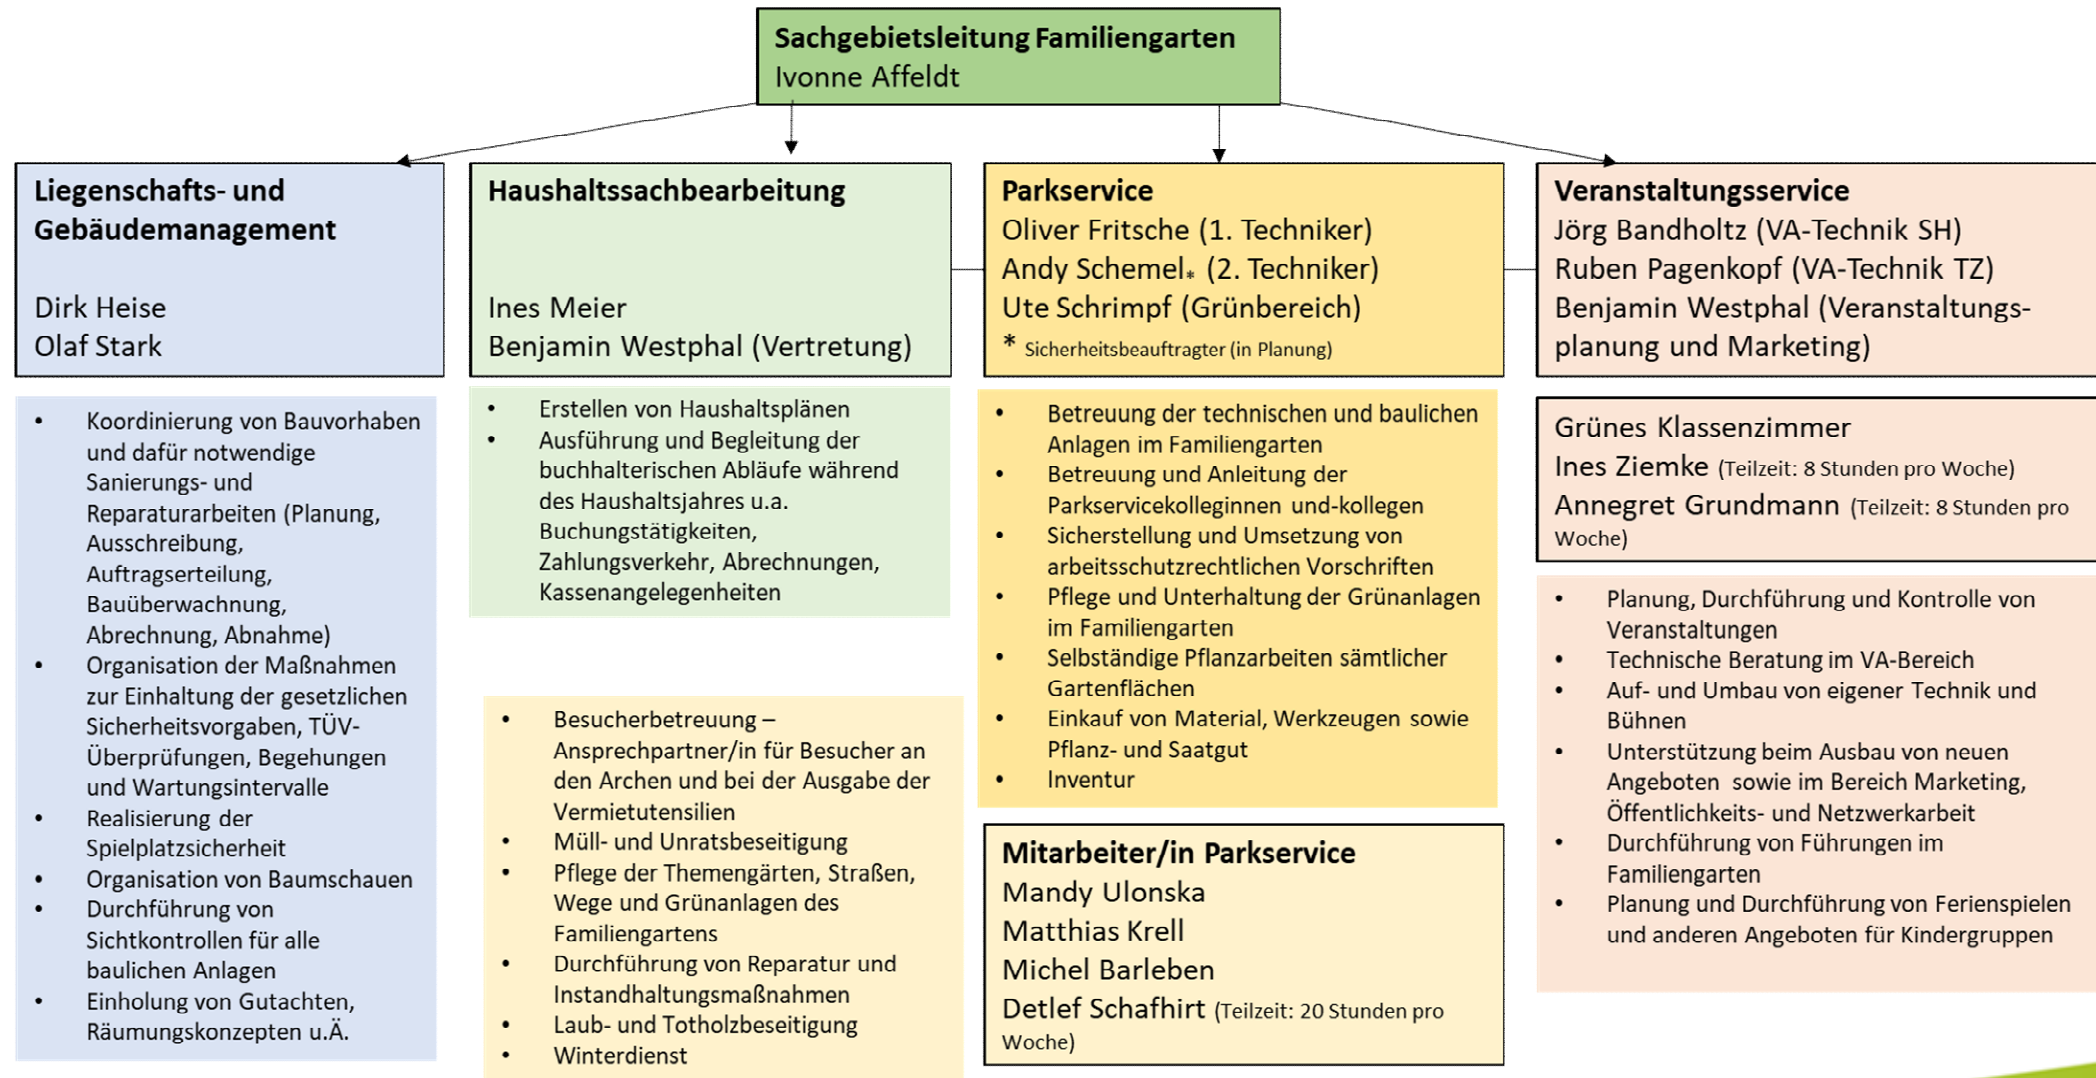 Sachgebietsleitung Familiengarten
Ivonne Affeldt
Liegenschafts- und
Gebäudemanagement
Dirk Heise
Olaf Stark
• Koordinierung von Bauvorhaben
und dafür notwendige
Sanierungs- und
Reparaturarbeiten (Planung,
Ausschreibung,
Auftragserteilung,
Bauüberwachnung,
Abrechnung, Abnahme)
• Organisation der Maßnahmen
zur Einhaltung der gesetzlichen
Sicherheitsvorgaben, TÜV-
Überprüfungen, Begehungen
und Wartungsintervalle
• Realisierung der
Spielplatzsicherheit
• Organisation von Baumschauen
• Durchführung von
Sichtkontrollen für alle
baulichen Anlagen
• Einholung von Gutachten,
Räumungskonzepten u.Ä.
Haushaltssachbearbeitung
Ines Meier
Benjamin Westphal (Vertretung)
• Erstellen von Haushaltsplänen
• Ausführung und Begleitung der
buchhalterischen Abläufe während
des Haushaltsjahres u.a.
Buchungstätigkeiten,
Zahlungsverkehr, Abrechnungen,
Kassenangelegenheiten
• Besucherbetreuung –
Ansprechpartner/in für Besucher an
den Archen und bei der Ausgabe der
Vermietutensilien
• Müll- und Unratsbeseitigung
• Pflege der Themengärten, Straßen,
Wege und Grünanlagen des
Familiengartens
• Durchführung von Reparatur und
Instandhaltungsmaßnahmen
• Laub- und Totholzbeseitigung
• Winterdienst
Parkservice
Oliver Fritsche (1. Techniker)
Andy Schemel* (2. Techniker)
Ute Schrimpf (Grünbereich)
* Sicherheitsbeauftragter (in Planung)
• Betreuung der technischen und baulichen
Anlagen im Familiengarten
• Betreuung und Anleitung der
Parkservicekolleginnen und-kollegen
• Sicherstellung und Umsetzung von
arbeitsschutzrechtlichen Vorschriften
• Pflege und Unterhaltung der Grünanlagen
im Familiengarten
• Selbständige Pflanzarbeiten sämtlicher
Gartenflächen
• Einkauf von Material, Werkzeugen sowie
Pflanz- und Saatgut
• Inventur
Mitarbeiter/in Parkservice
Mandy Ulonska
Matthias Krell
Michel Barleben
Detlef Schafhirt (Teilzeit: 20 Stunden pro
Woche)
Veranstaltungsservice
Jörg Bandholtz (VA-Technik SH)
Ruben Pagenkopf (VA-Technik TZ)
Benjamin Westphal (Veranstaltungs-
planung und Marketing)
Grünes Klassenzimmer
Ines Ziemke (Teilzeit: 8 Stunden pro Woche)
Annegret Grundmann (Teilzeit: 8 Stunden pro
Woche)
• Planung, Durchführung und Kontrolle von
Veranstaltungen
• Technische Beratung im VA-Bereich
• Auf- und Umbau von eigener Technik und
Bühnen
• Unterstützung beim Ausbau von neuen
Angeboten sowie im Bereich Marketing,
Öffentlichkeits- und Netzwerkarbeit
• Durchführung von Führungen im
Familiengarten
• Planung und Durchführung von Ferienspielen
und anderen Angeboten für Kindergruppen